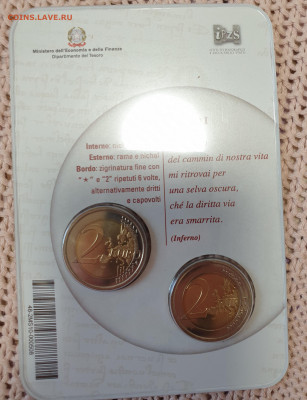 COINS.LAVE.RU
Ministero dell'Economia e delle Finanze
Dipartimento del Tesoro
IPZS
Interno:
Esterno: rame e nichel
Bordo: zigrinatura fine con
" * " e "2" ripetuti 6 volte,
alternativamente dritti
e capovolti
del cammin di nostra vita
mi ritrovai per
una selva oscura,
ché la diritta via
era smarrita.
(Inferno)
2
2